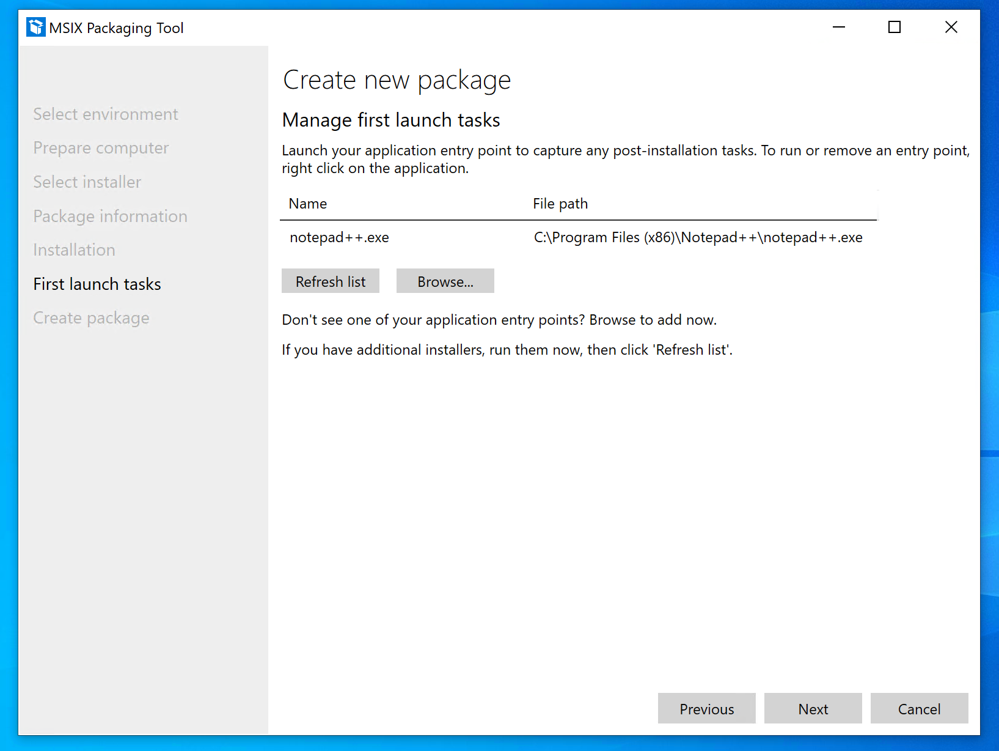 MSIX Packaging Tool
Select environment
Prepare computer
Select installer
Package information
Installation
First launch tasks
Create package
Create new package
Manage first launch tasks
Launch your application entry point to capture any post-installation tasks. To run or remove an entry point,
right click on the application.
Name File path
notepad++.exe C:\Program Files (x86)\Notepad++\notepad++.exe
Refresh list Browse...
Don't see one of your application entry points? Browse to add now.
If you have additional installers, run them now, then click 'Refresh list'.
Previous Next Cancel